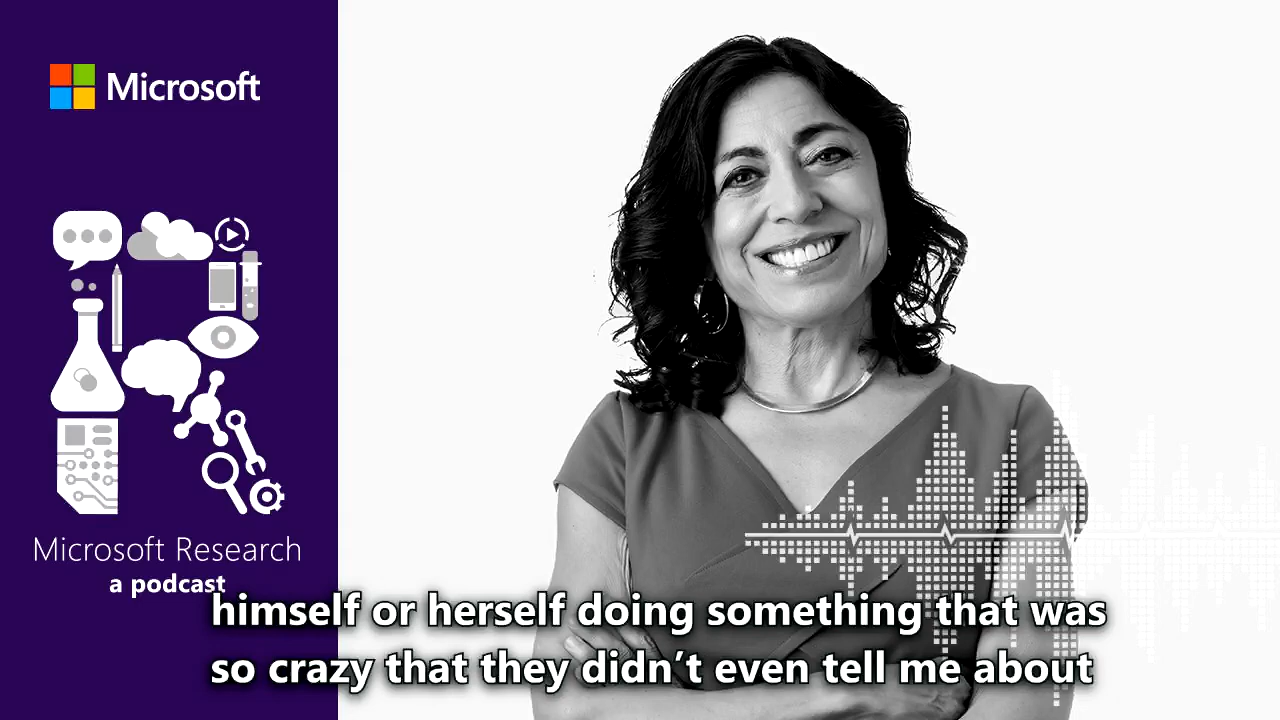 Microsoft
Microsoft Research
a podcast
himself or herself doing something that was
so crazy that they didn't even tell me about